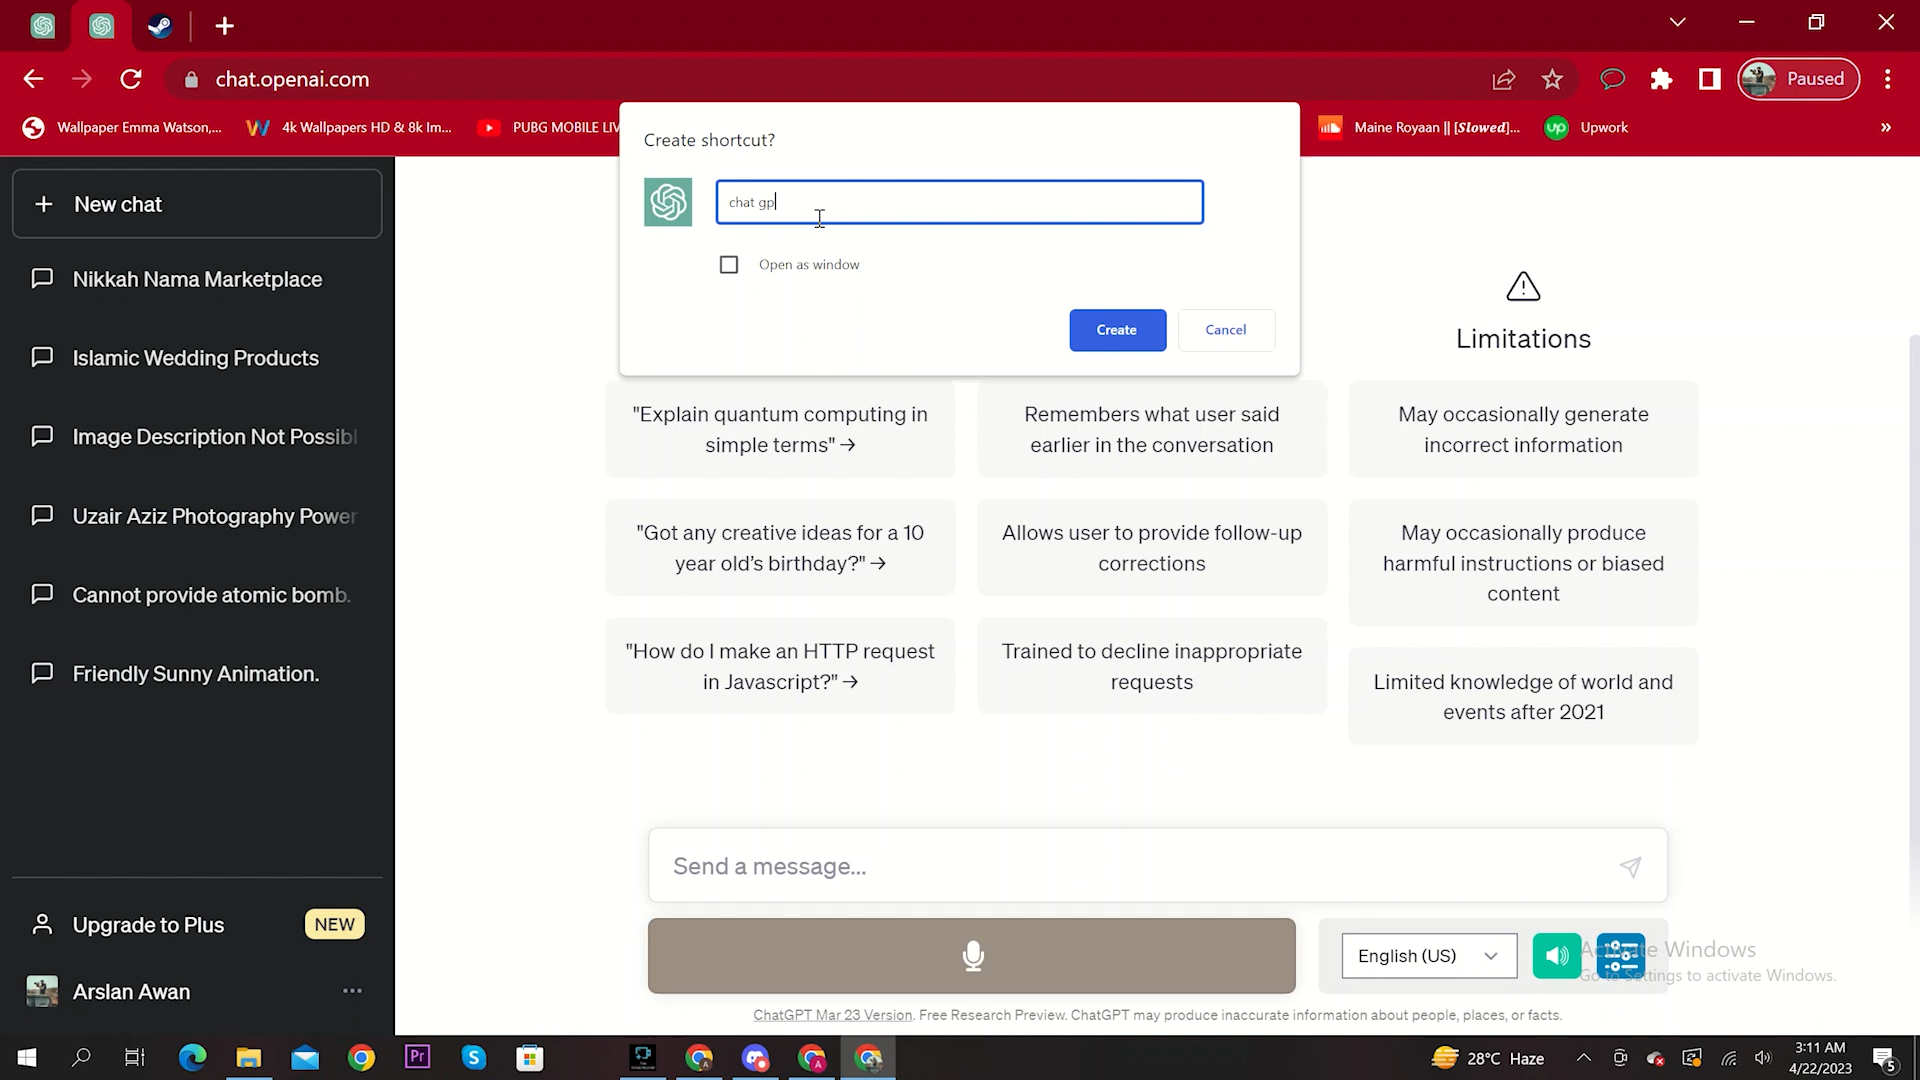 chat.openai.com
Paused
Wallpaper Emma Watson,...
4k Wallpapers HD & 8k Im...
PUBG MOBILE LIV
Maine Royaan || [Slowed]...
up
Upwork
»
Create shortcut?
chat gp
Open as window
Create
Cancel
New chat
Nikkah Nama Marketplace
Islamic Wedding Products
Image Description Not Possibl
Uzair Aziz Photography Power
Cannot provide atomic bomb.
Friendly Sunny Animation.
Upgrade to Plus
NEW
Arslan Awan
Limitations
"Explain quantum computing in
simple terms" →
Remembers what user said
earlier in the conversation
May occasionally generate
incorrect information
"Got any creative ideas for a 10
year old's birthday?" →
Allows user to provide follow-up
corrections
May occasionally produce
harmful instructions or biased
content
"How do I make an HTTP request
in Javascript?" →
Trained to decline inappropriate
requests
Limited knowledge of world and
events after 2021
Send a message...
English (US)
Activate Windows
Go to Settings to activate Windows.
ChatGPT Mar 23 Version. Free Research Preview. ChatGPT may produce inaccurate information about people, places, or facts.
Pr
28°C Haze
3:11 AM
4/22/2023
5